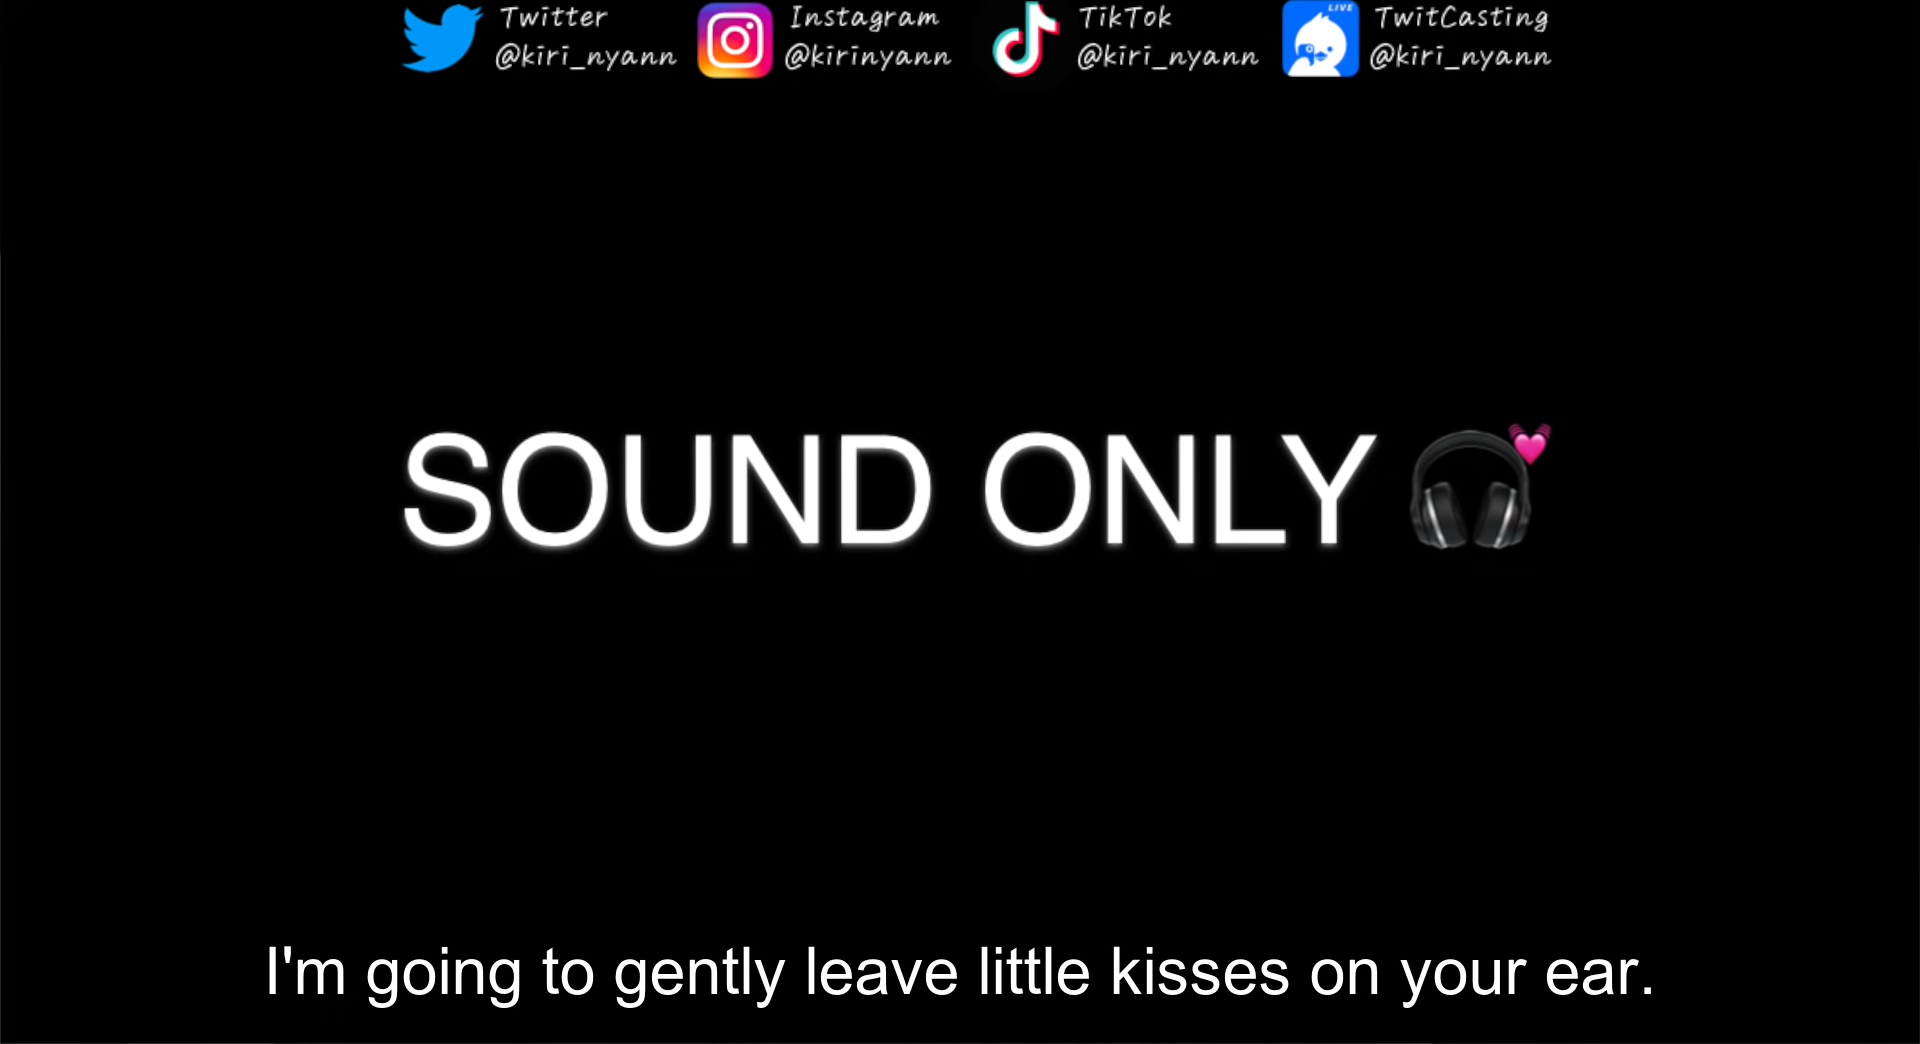 Twitter Instagram TikTok LIVE TwitCasting
@kiri_nyann @kirinyann @kiri_nyann @kiri_nyann
SOUND ONLY
I'm going to gently leave little kisses on your ear.